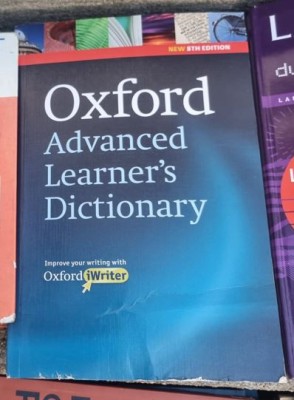 NEW 8TH EDITION
Oxford
Advanced
Learner's
Dictionary
Improve your writing with
Oxford iWriter